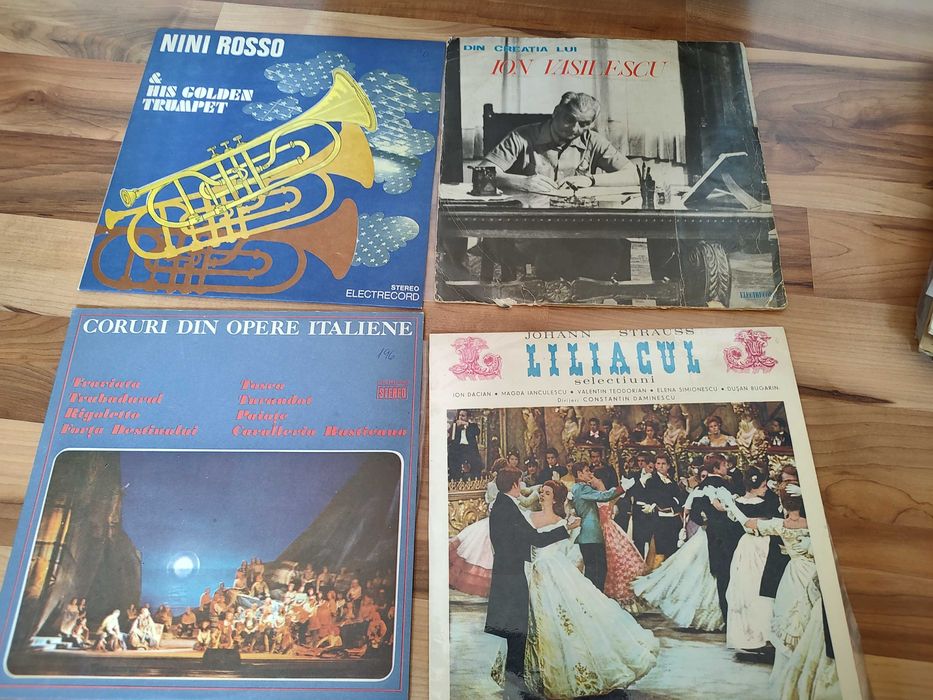 NINI ROSSO
&
HIS GOLDEN
TRUMPET
STEREO
ELECTRECORD
DIN CREAȚIA LUI
ION VASILESCU
ELECTRECORD
CORURI DIN OPERE ITALIENE
196
Traviata
Trubadurul
Rigoletto
Forța Destinului
Tosca
Turandot
Paiațe
Cavalleria Rusticana
STEREO
JOHANN STRAUSS
LILIACUL
selecțiuni
ION DACIAN • MAGDA IANCULESCU • VALENTIN TEODORIAN • ELENA SIMIONESCU • DUȘAN BUGARIN
Dirijor: CONSTANTIN DAMINESCU